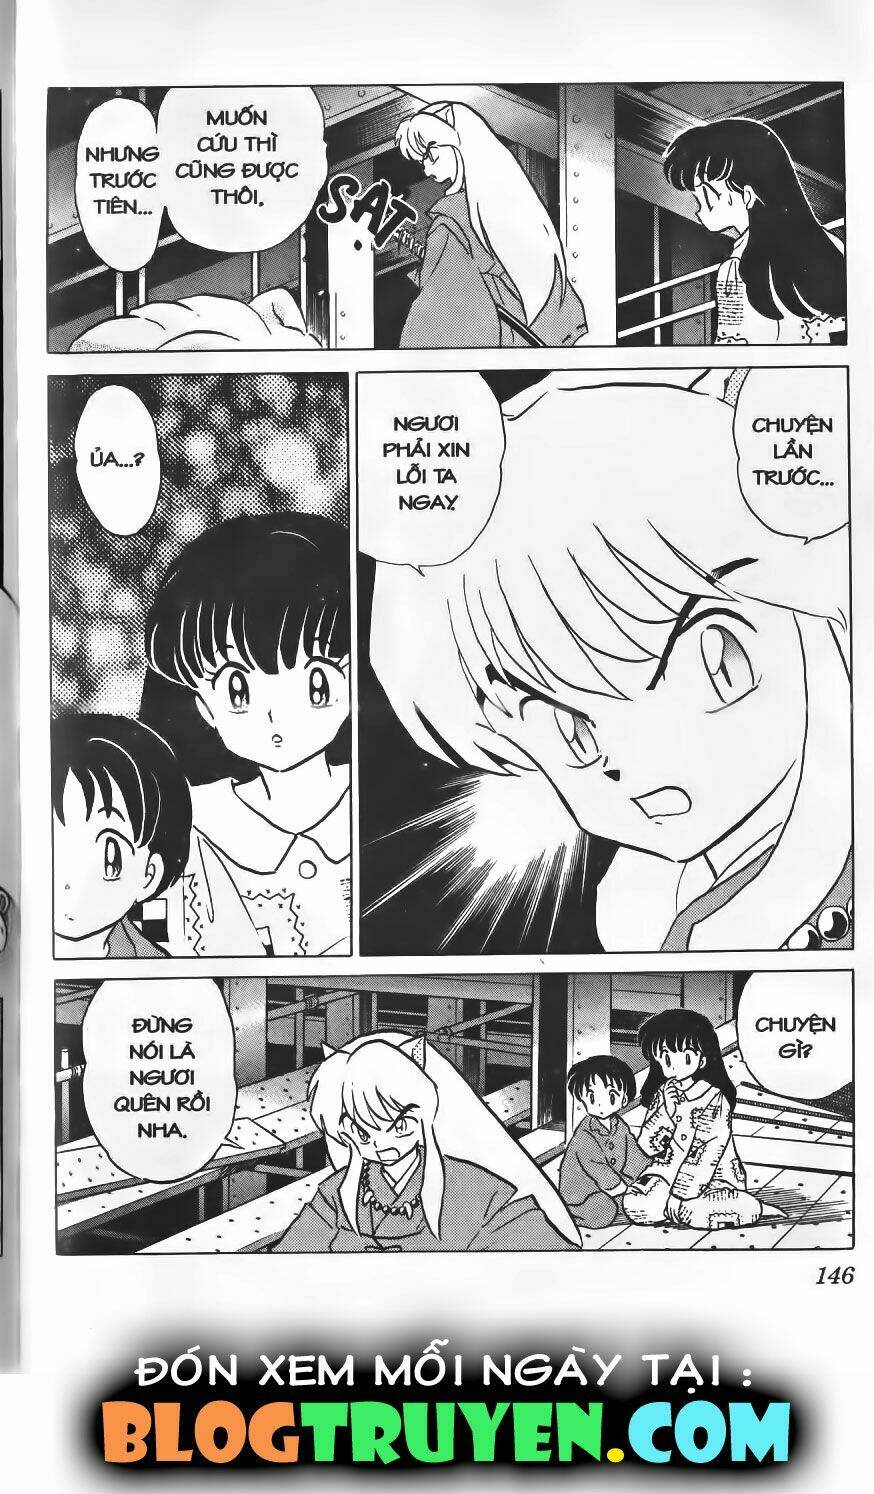 MUỐN
CỨU THÌ
CŨNG ĐƯỢC
THÔI,
NHƯNG
TRƯỚC
TIÊN...
SẠT
CHUYỆN
LẦN
TRƯỚC...
NGƯƠI
PHẢI XIN
LỖI TA
NGAY.
ỦA...?
CHUYỆN
GÌ?
ĐỪNG
NÓI LÀ
NGƯƠI
QUÊN RỒI
NHA.
146
ĐÓN XEM MỖI NGÀY TẠI :
BLOGTRUYEN.COM